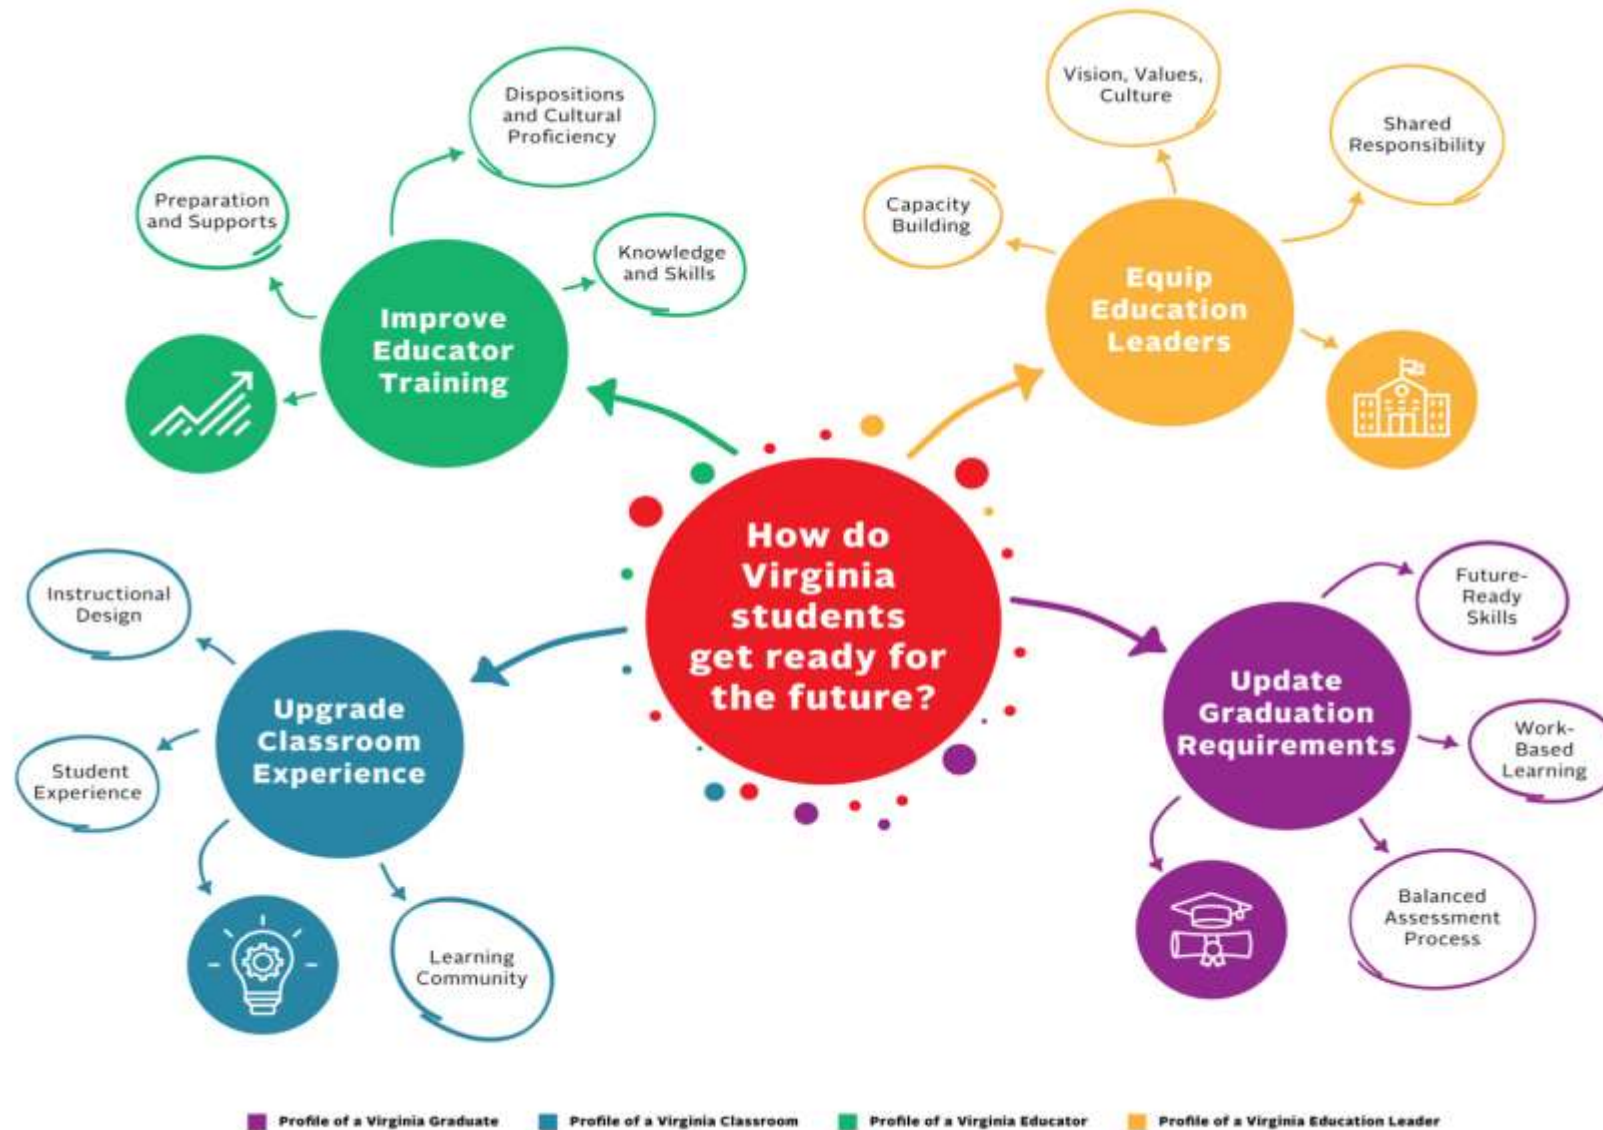 Dispositions
and Cultural
Proficiency
Preparation
and Supports
Knowledge
and Skills
Improve
Educator
Training
Vision, Values,
Culture
Shared
Responsibility
Capacity
Building
Equip
Education
Leaders
How do
Virginia
students
get ready for
the future?
Instructional
Design
Student
Experience
Upgrade
Classroom
Experience
Learning
Community
Future-
Ready
Skills
Update
Graduation
Requirements
Work-
Based
Learning
Balanced
Assessment
Process
Profile of a Virginia Graduate
Profile of a Virginia Classroom
Profile of a Virginia Educator
Profile of a Virginia Education Leader